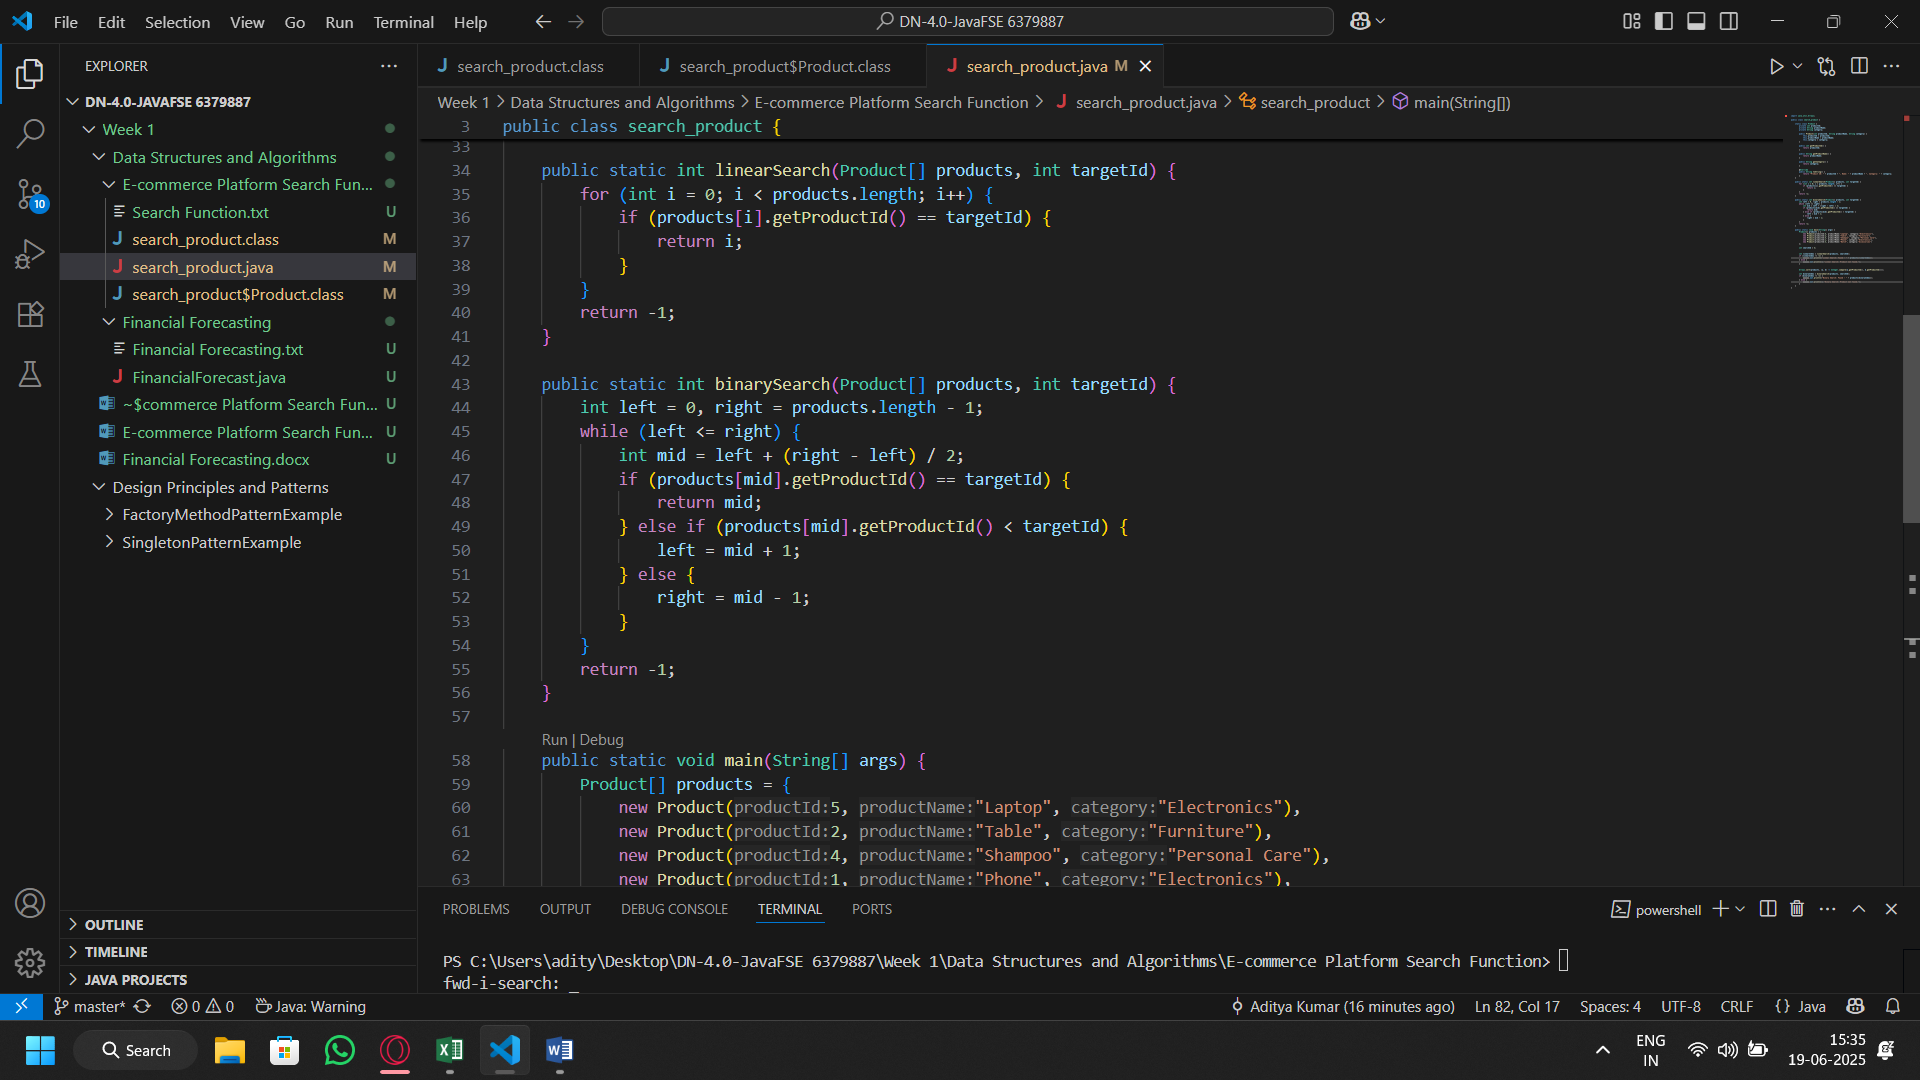 File Edit Selection View Go Run Terminal Help
DN-4.0-JavaFSE 6379887
EXPLORER
DN-4.0-JAVAFSE 6379887
Week 1
Data Structures and Algorithms
E-commerce Platform Search Fun...
Search Function.txt U
search_product.class M
search_product.java M
search_product$Product.class M
Financial Forecasting
Financial Forecasting.txt U
FinancialForecast.java U
~$commerce Platform Search Fun... U
E-commerce Platform Search Fun... U
Financial Forecasting.docx U
Design Principles and Patterns
FactoryMethodPatternExample
SingletonPatternExample
OUTLINE
TIMELINE
JAVA PROJECTS
10
search_product.class
search_product$Product.class
search_product.java M
Week 1 > Data Structures and Algorithms > E-commerce Platform Search Function > search_product.java > search_product > main(String[])
3 public class search_product {
33
34 public static int linearSearch(Product[] products, int targetId) {
35 for (int i = 0; i < products.length; i++) {
36 if (products[i].getProductId() == targetId) {
37 return i;
38 }
39 }
40 return -1;
41 }
42
43 public static int binarySearch(Product[] products, int targetId) {
44 int left = 0, right = products.length - 1;
45 while (left <= right) {
46 int mid = left + (right - left) / 2;
47 if (products[mid].getProductId() == targetId) {
48 return mid;
49 } else if (products[mid].getProductId() < targetId) {
50 left = mid + 1;
51 } else {
52 right = mid - 1;
53 }
54 }
55 return -1;
56 }
57
Run | Debug
58 public static void main(String[] args) {
59 Product[] products = {
60 new Product(productId:5, productName:"Laptop", category:"Electronics"),
61 new Product(productId:2, productName:"Table", category:"Furniture"),
62 new Product(productId:4, productName:"Shampoo", category:"Personal Care"),
63 new Product(productId:1, productName:"Phone", category:"Electronics"),
PROBLEMS OUTPUT DEBUG CONSOLE TERMINAL PORTS
powershell
PS C:\Users\adity\Desktop\DN-4.0-JavaFSE 6379887\Week 1\Data Structures and Algorithms\E-commerce Platform Search Function>
fwd-i-search: _
master* 0 0 Java: Warning
Aditya Kumar (16 minutes ago) Ln 82, Col 17 Spaces: 4 UTF-8 CRLF {} Java
Search
ENG
IN
15:35
19-06-2025